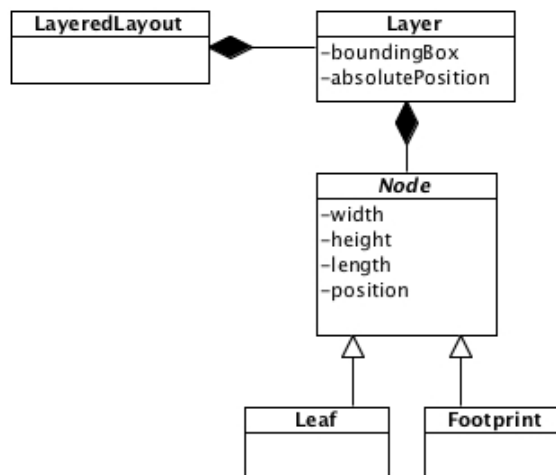 LayeredLayout
Layer
-boundingBox
-absolutePosition
Node
-width
-height
-length
-position
Leaf
Footprint